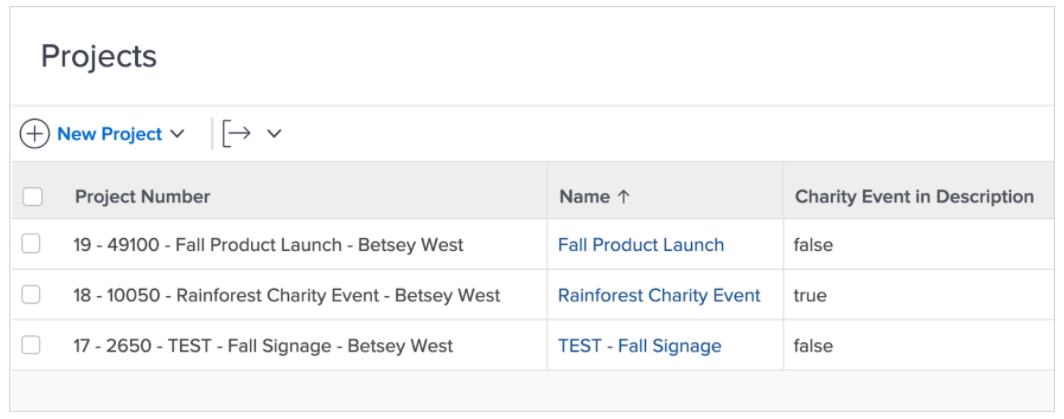 Projects
New Project
Project Number Name ↑ Charity Event in Description
19 - 49100 - Fall Product Launch - Betsey West Fall Product Launch false
18 - 10050 - Rainforest Charity Event - Betsey West Rainforest Charity Event true
17 - 2650 - TEST - Fall Signage - Betsey West TEST - Fall Signage false